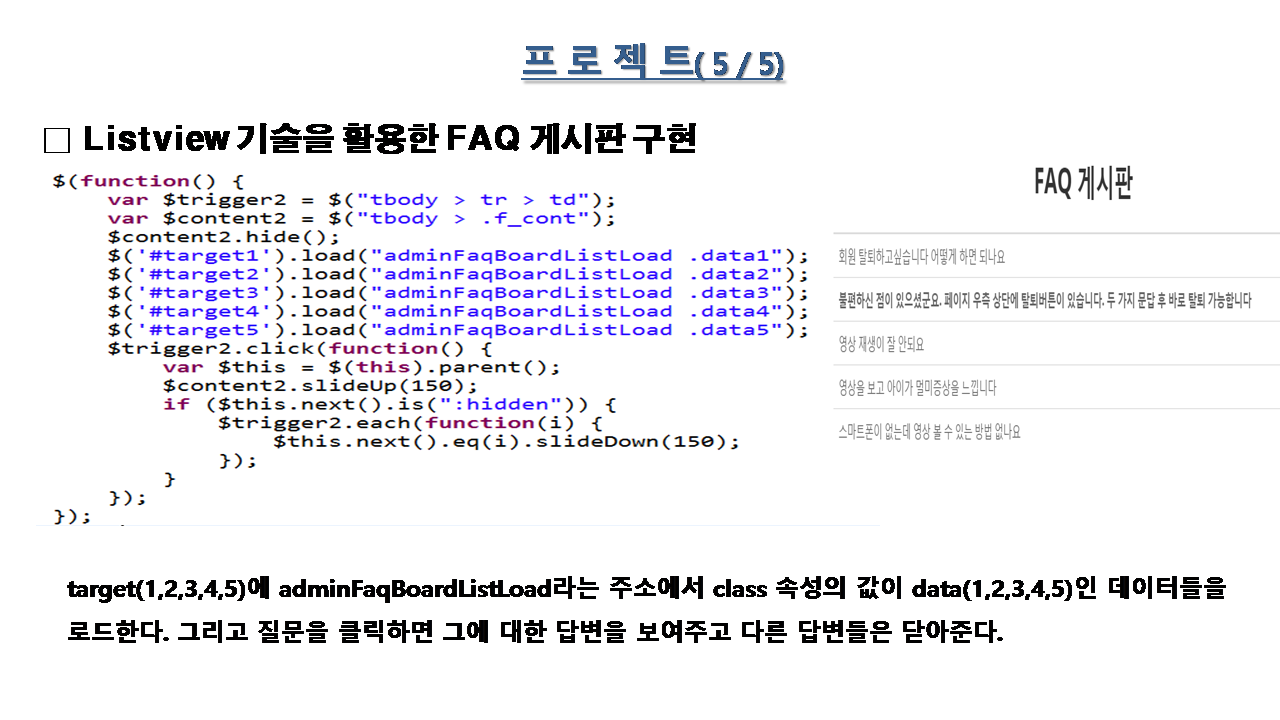 프 로 젝 트( 5 / 5)
□ Listview 기술을 활용한 FAQ 게시판 구현
$(function() {
    var $trigger2 = $("tbody > tr > td");
    var $content2 = $("tbody > .f_cont");
    $content2.hide();
    $('#target1').load("adminFaqBoardListLoad .data1");
    $('#target2').load("adminFaqBoardListLoad .data2");
    $('#target3').load("adminFaqBoardListLoad .data3");
    $('#target4').load("adminFaqBoardListLoad .data4");
    $('#target5').load("adminFaqBoardListLoad .data5");
    $trigger2.click(function() {
        var $this = $(this).parent();
        $content2.slideUp(150);
        if ($this.next().is(":hidden")) {
            $trigger2.each(function(i) {
                $this.next().eq(i).slideDown(150);
            });
        }
    });
});
FAQ 게시판
회원 탈퇴하고싶습니다 어떻게 하면 되나요
불편하신 점이 있으셨군요. 페이지 우측 상단에 탈퇴버튼이 있습니다. 두 가지 문답 후 바로 탈퇴 가능합니다
영상 재생이 잘 안되요
영상을 보고 아이가 멀미증상을 느낍니다
스마트폰이 없는데 영상 볼 수 있는 방법 없나요
target(1,2,3,4,5)에 adminFaqBoardListLoad라는 주소에서 class 속성의 값이 data(1,2,3,4,5)인 데이터들을
로드한다. 그리고 질문을 클릭하면 그에 대한 답변을 보여주고 다른 답변들은 닫아준다.